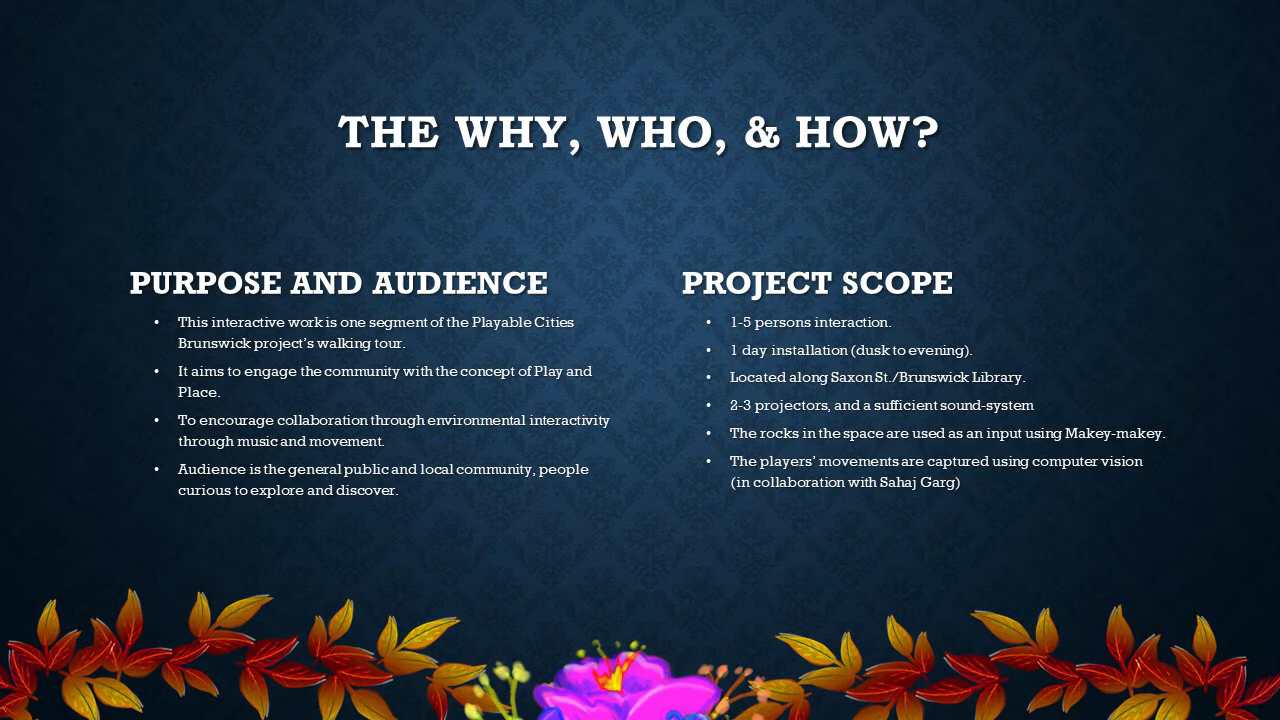 THE WHY, WHO, & HOW?
PURPOSE AND AUDIENCE
• This interactive work is one segment of the Playable Cities
Brunswick project's walking tour.
• It aims to engage the community with the concept of Play and
Place.
• To encourage collaboration through environmental interactivity
through music and movement.
• Audience is the general public and local community, people
curious to explore and discover.
PROJECT SCOPE
• 1-5 persons interaction.
• 1 day installation (dusk to evening).
• Located along Saxon St./Brunswick Library.
• 2-3 projectors, and a sufficient sound-system
• The rocks in the space are used as an input using Makey-makey.
• The players' movements are captured using computer vision
(in collaboration with Sahaj Garg)